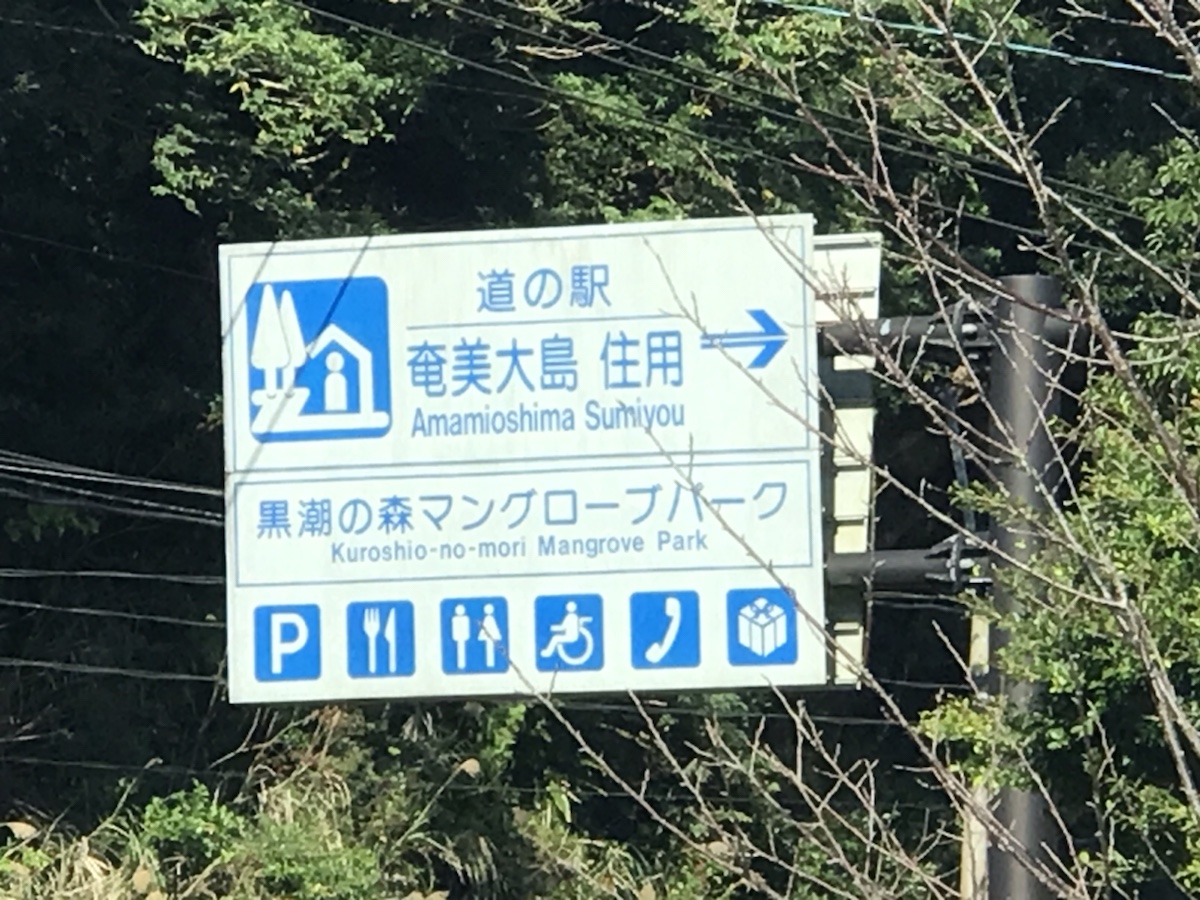 道の駅
奄美大島 住用
Amamioshima Sumiyou
黒潮の森マングローブパーク
Kuroshio-no-mori Mangrove Park
P